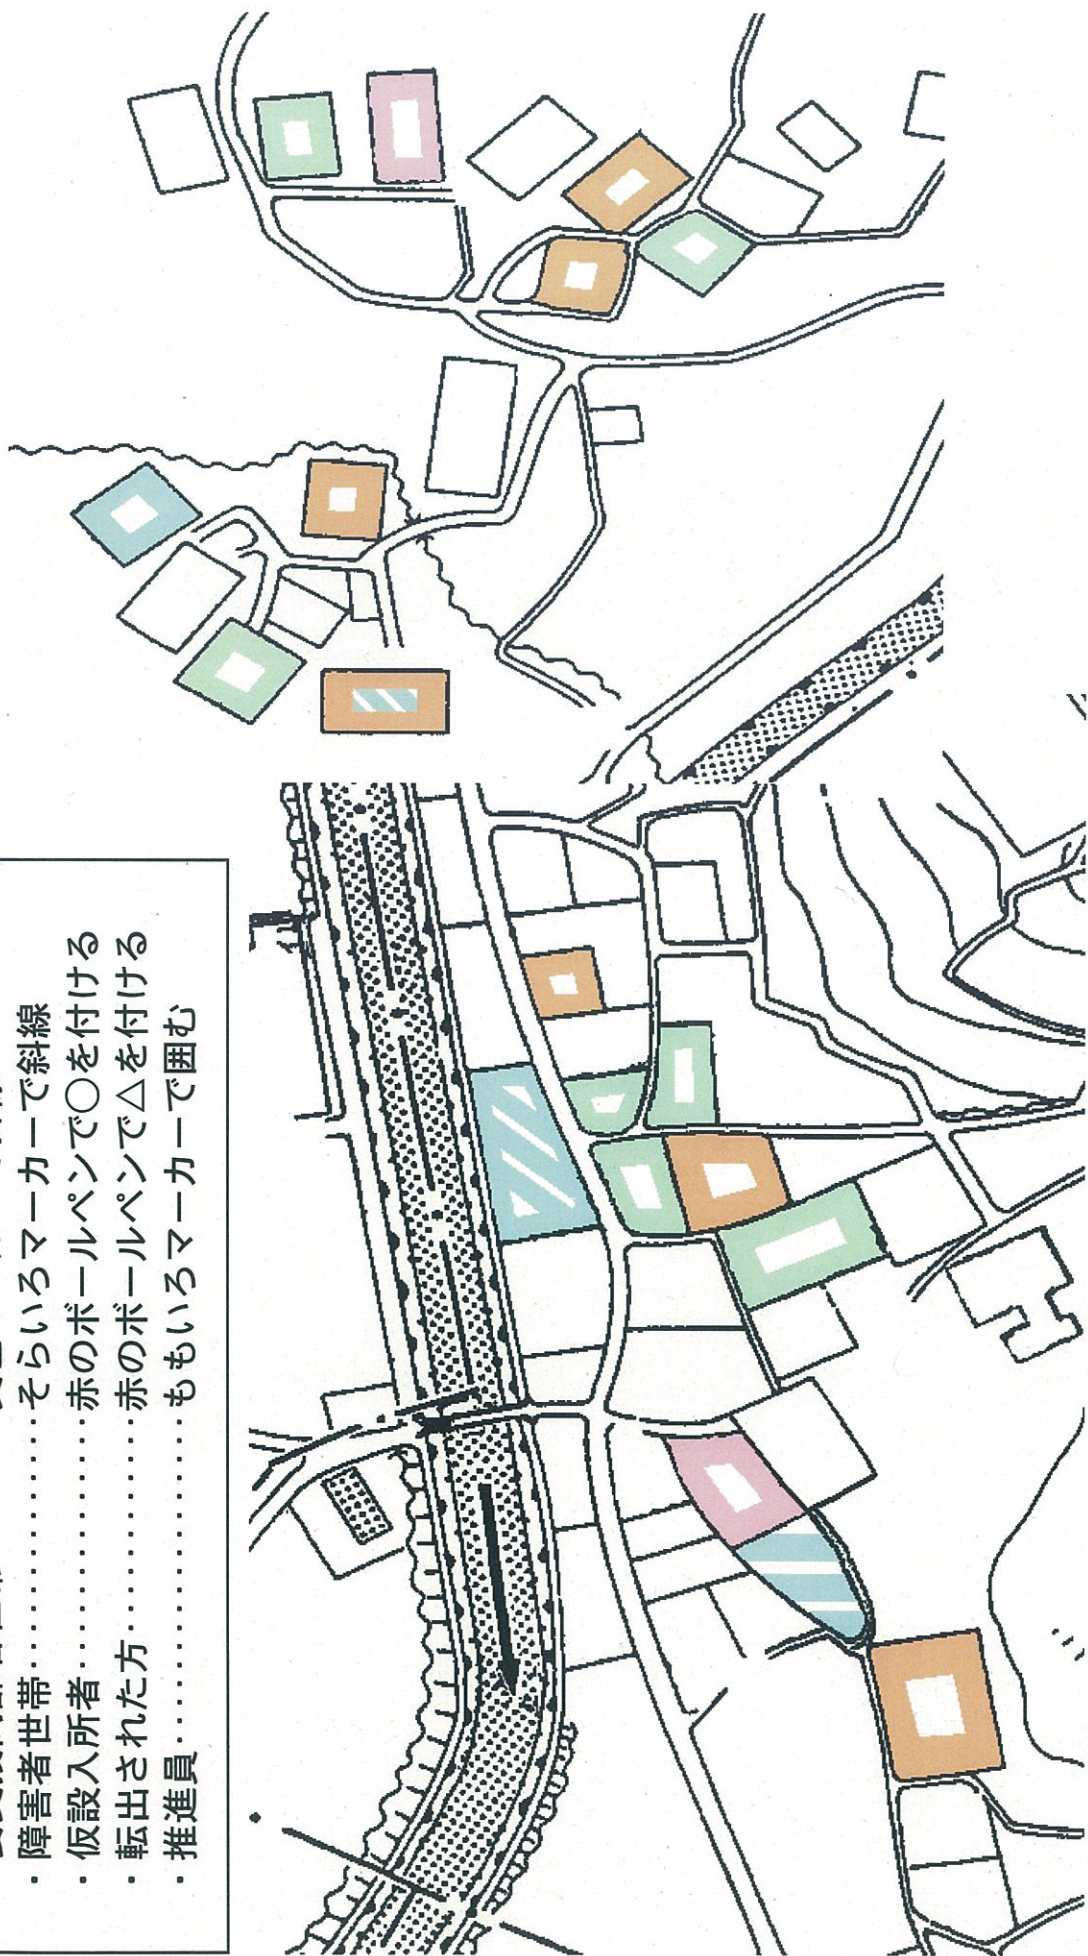 ・障害者世帯‥‥‥‥‥‥そらいろマーカーで斜線
・仮設入所者‥‥‥‥‥‥赤のボールペンで○を付ける
・転出された方‥‥‥‥‥赤のボールペンで△を付ける
・推進員‥‥‥‥‥‥‥‥ももいろマーカーで囲む